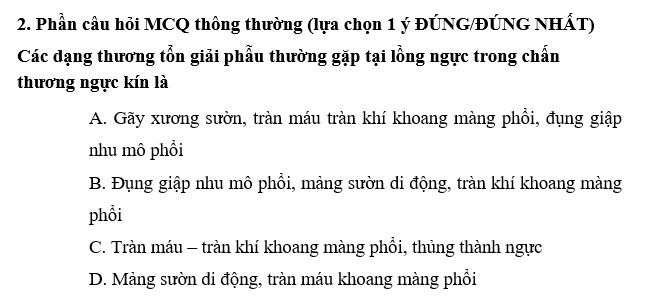 2. Phần câu hỏi MCQ thông thường (lựa chọn 1 ý ĐÚNG/ĐÚNG NHẤT)
Các dạng thương tổn giải phẫu thường gặp tại lồng ngực trong chấn
thương ngực kín là
A. Gãy xương sườn, tràn máu tràn khí khoang màng phổi, đụng giập
nhu mô phổi
B. Đụng giập nhu mô phổi, mảng sườn di động, tràn khí khoang màng
phổi
C. Tràn máu – tràn khí khoang màng phổi, thủng thành ngực
D. Mảng sườn di động, tràn máu khoang màng phổi